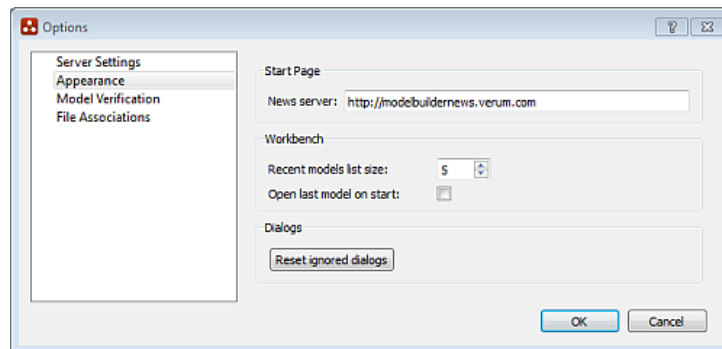 Options
Server Settings
Appearance
Model Verification
File Associations
Start Page
News server: http://modelbuildernews.verum.com
Workbench
Recent models list size: 5
Open last model on start:
Dialogs
Reset ignored dialogs
OK Cancel